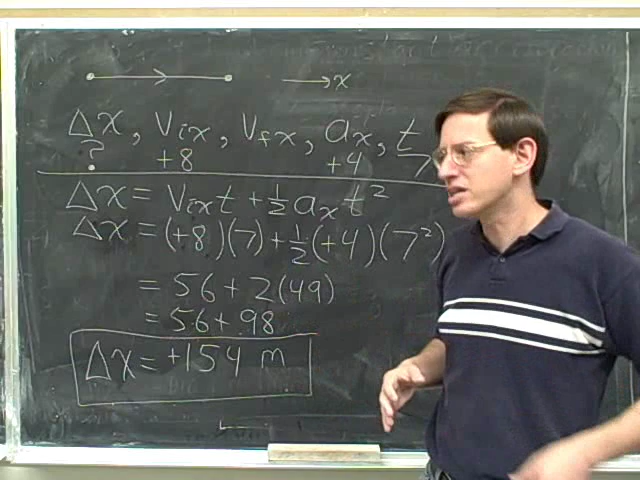 → x
Δx, Vix, Vfx, ax, t
? +8 +4 7
Δx = Vixt + ½axt²
Δx = (+8)(7) + ½(+4)(7²)
= 56 + 2(49)
= 56 + 98
Δx = +154 m